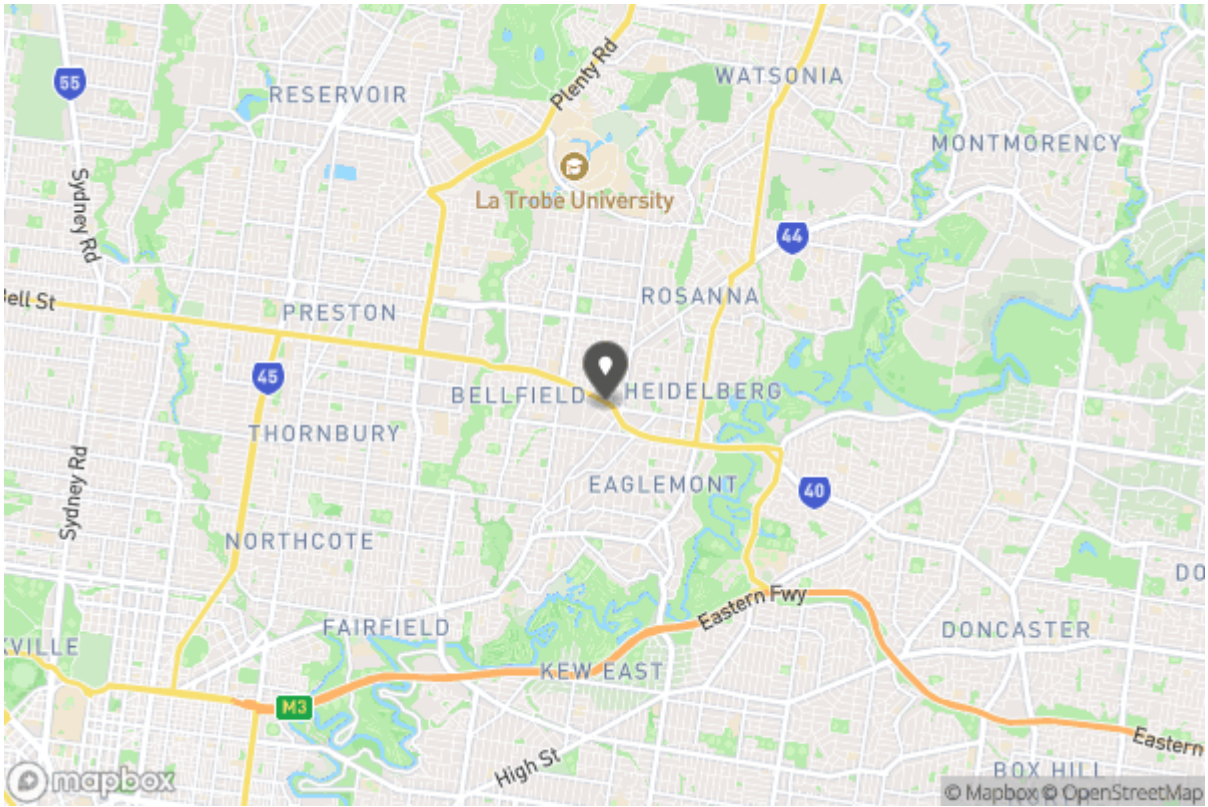 55
RESERVOIR
Plenty Rd
WATSONIA
MONTMORENCY
Sydney Rd
La Trobe University
44
Bell St
PRESTON
ROSANNA
45
BELLFIELD
HEIDELBERG
THORNBURY
EAGLEMONT
40
Sydney Rd
NORTHCOTE
DO
Eastern Fwy
FAIRFIELD
DONCASTER
KVILLE
KEW EAST
M3
Eastern
High St
BOX HILL
mapbox
© Mapbox © OpenStreetMap